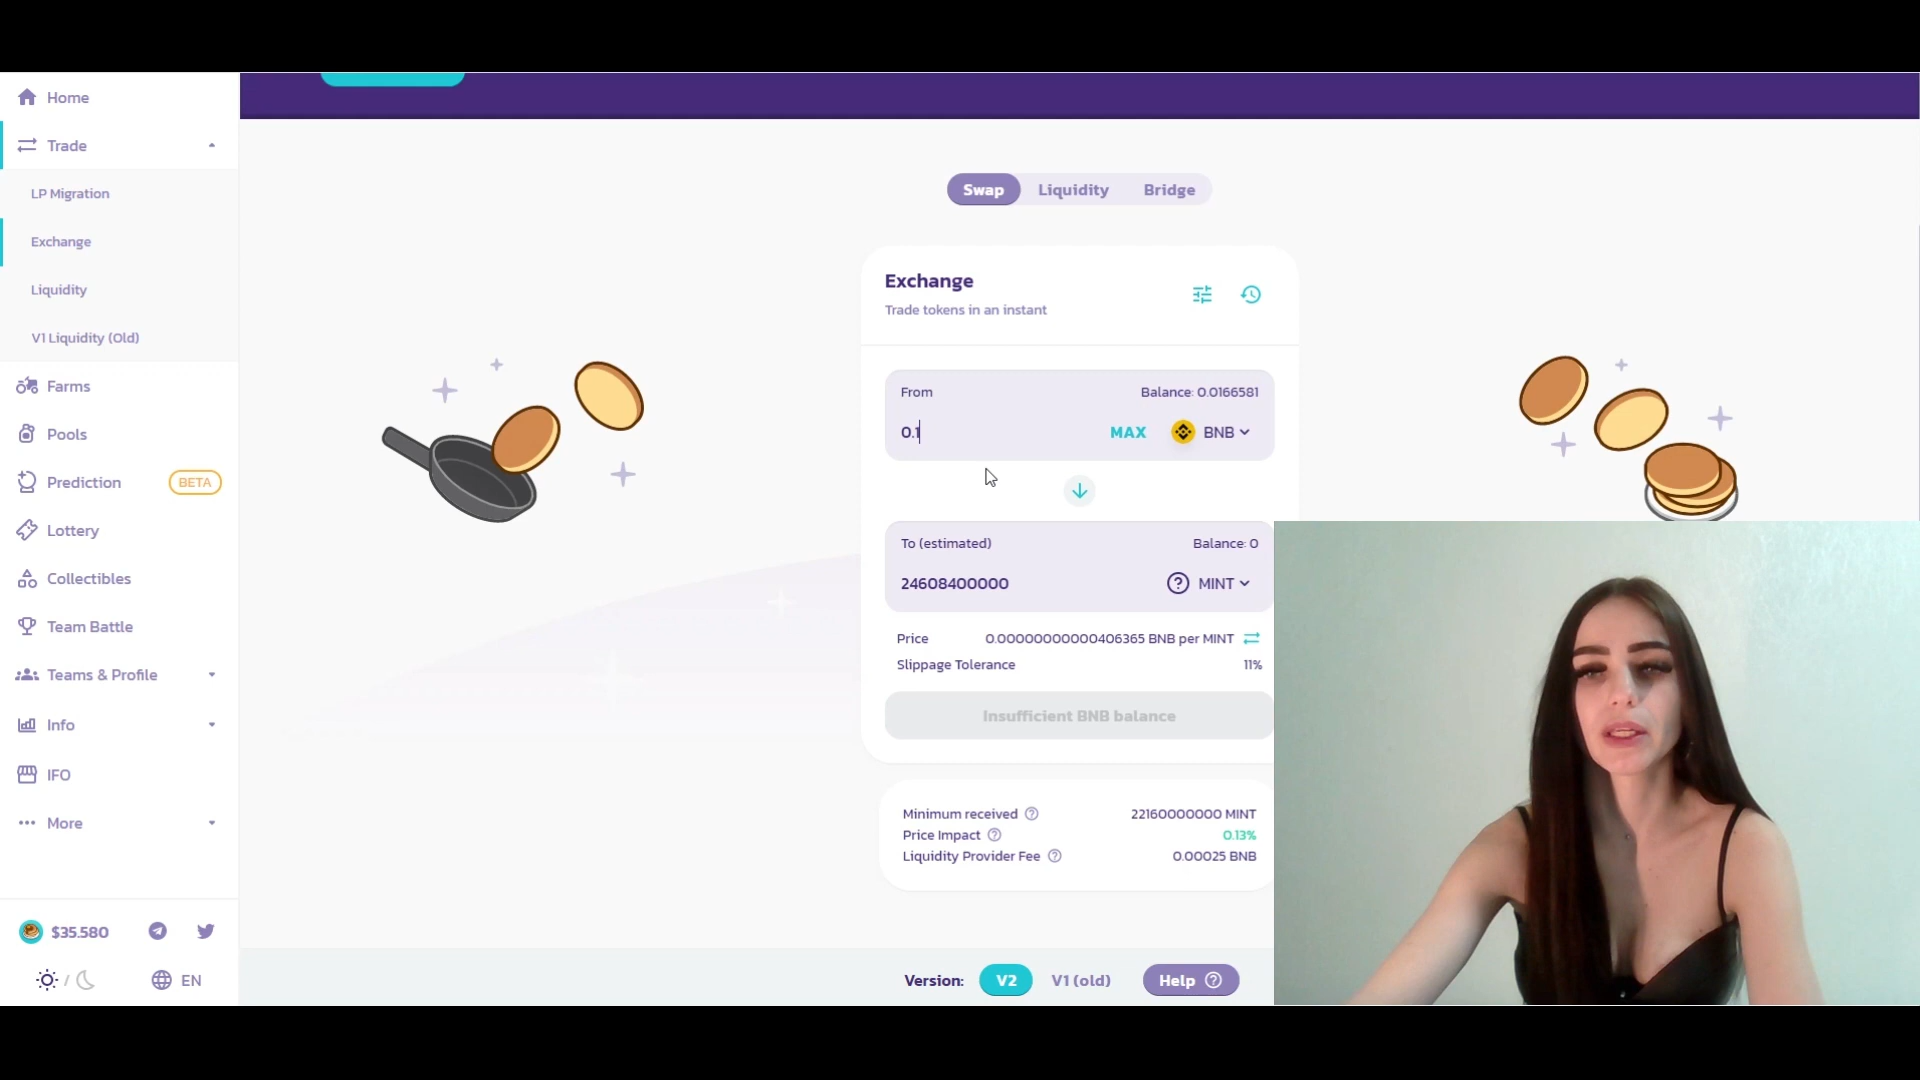 Home
Trade
LP Migration
Exchange
Liquidity
V1 Liquidity (Old)
Farms
Pools
Prediction
BETA
Lottery
Collectibles
Team Battle
Teams & Profile
Info
IFO
More
$35.580
/
EN
Swap
Liquidity
Bridge
Exchange
Trade tokens in an instant
From
Balance: 0.0166581
0.1
MAX
BNB
To (estimated)
Balance: 0
24608400000
? MINT
Price
0.00000000000406365 BNB per MINT
Slippage Tolerance
11%
Insufficient BNB balance
Minimum received ?
22160000000 MINT
Price Impact ?
0.13%
Liquidity Provider Fee ?
0.00025 BNB
Version:
V2
V1 (old)
Help ?